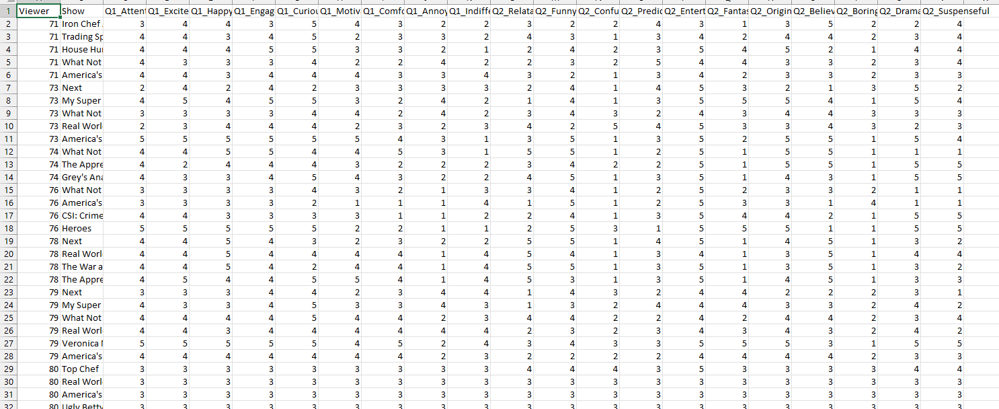 1 Viewer Show Q1_Attent Q1_Excite Q1_Happy Q1_Engag Q1_Curiou Q1_Motiva Q1_Comfo Q1_Annoy Q1_Indiffe Q2_Relata Q2_Funny Q2_Confu Q2_Predic Q2_Entert Q2_Fantas Q2_Origin Q2_Believ Q2_Boring Q2_Drama Q2_Suspenseful
2 71 Iron Chef 3 4 4 3 5 4 3 2 2 3 2 2 4 3 1 3 5 2 2 4
3 71 Trading Sp 4 4 3 4 5 2 3 3 2 4 3 1 3 4 2 4 4 2 3 4
4 71 House Hu 4 4 4 5 5 3 3 2 1 2 4 2 3 5 4 5 2 1 4 4
5 71 What Not 4 3 3 3 4 2 2 4 2 2 3 2 5 4 4 3 3 2 3 4
6 71 America's 4 4 3 4 4 4 3 3 4 3 2 1 3 4 2 3 3 2 3 3
7 73 Next 2 4 2 4 2 3 3 3 3 2 4 1 4 5 3 2 1 3 5 2
8 73 My Super 4 5 4 5 5 3 2 4 2 1 4 1 3 5 5 5 4 1 5 4
9 73 What Not 3 3 3 3 4 4 2 4 2 3 4 3 2 4 3 4 4 3 3 3
10 73 Real Worl 2 3 4 4 4 2 3 2 3 4 2 5 4 5 3 3 4 3 2 3
11 73 America's 5 5 5 5 5 5 4 3 1 3 5 1 3 5 2 5 5 1 5 4
12 74 What Not 4 4 5 5 4 4 5 3 1 5 5 1 2 5 1 5 5 1 1 1
13 74 The Appre 4 2 4 4 4 3 2 2 2 3 4 2 2 5 1 5 5 1 5 5
14 74 Grey's Ana 4 3 3 4 5 4 3 2 2 4 5 1 3 5 1 4 3 1 5 5
15 76 What Not 3 3 3 3 4 3 2 1 3 3 4 1 2 5 2 3 3 2 1 1
16 76 America's 3 3 3 3 2 1 1 1 4 1 5 1 2 5 3 3 1 4 1 1
17 76 CSI: Crime 4 4 3 3 3 3 1 1 2 2 4 1 3 5 4 4 2 1 5 5
18 76 Heroes 5 5 5 5 5 2 2 1 1 2 5 3 1 5 5 5 1 1 5 5
19 78 Next 4 4 5 4 3 2 3 2 2 5 5 1 4 5 1 4 5 1 3 2
20 78 Real Worl 4 4 5 4 4 4 4 1 4 5 4 1 3 4 1 3 5 1 4 4
21 78 The War a 4 4 5 4 2 4 4 1 4 5 5 1 3 5 1 3 5 1 3 2
22 78 The Appre 4 5 4 4 5 5 4 1 4 5 3 1 3 5 1 4 5 1 3 3
23 79 Next 3 3 3 4 4 2 3 4 4 1 4 3 2 4 4 2 2 2 3 1
24 79 My Super 4 3 3 4 5 3 3 4 3 1 3 2 4 4 4 3 3 2 4 2
25 79 What Not 4 4 4 4 5 4 4 2 3 4 4 2 2 4 2 4 4 2 3 4
26 79 Real Worl 4 4 3 4 4 4 4 4 4 2 3 2 3 4 3 4 3 2 4 2
27 79 Veronica 5 5 5 5 5 4 5 2 4 3 4 3 3 5 5 5 3 1 5 5
28 79 America's 4 4 4 4 4 4 4 2 3 2 2 2 2 4 4 4 4 2 3 3
29 80 Top Chef 3 3 3 3 3 3 3 3 3 4 4 4 3 5 3 3 3 3 4 4
30 80 Real Worl 3 3 3 3 3 3 3 3 3 3 3 3 3 3 3 3 3 3 3 3
31 80 America's 3 3 3 3 3 3 3 3 3 3 3 3 3 3 3 3 3 3 3 3
32 80 Ugly Betty 3 3 3 3 3 3 3 3 3 3 3 3 3 3 3 3 3 3 3 3